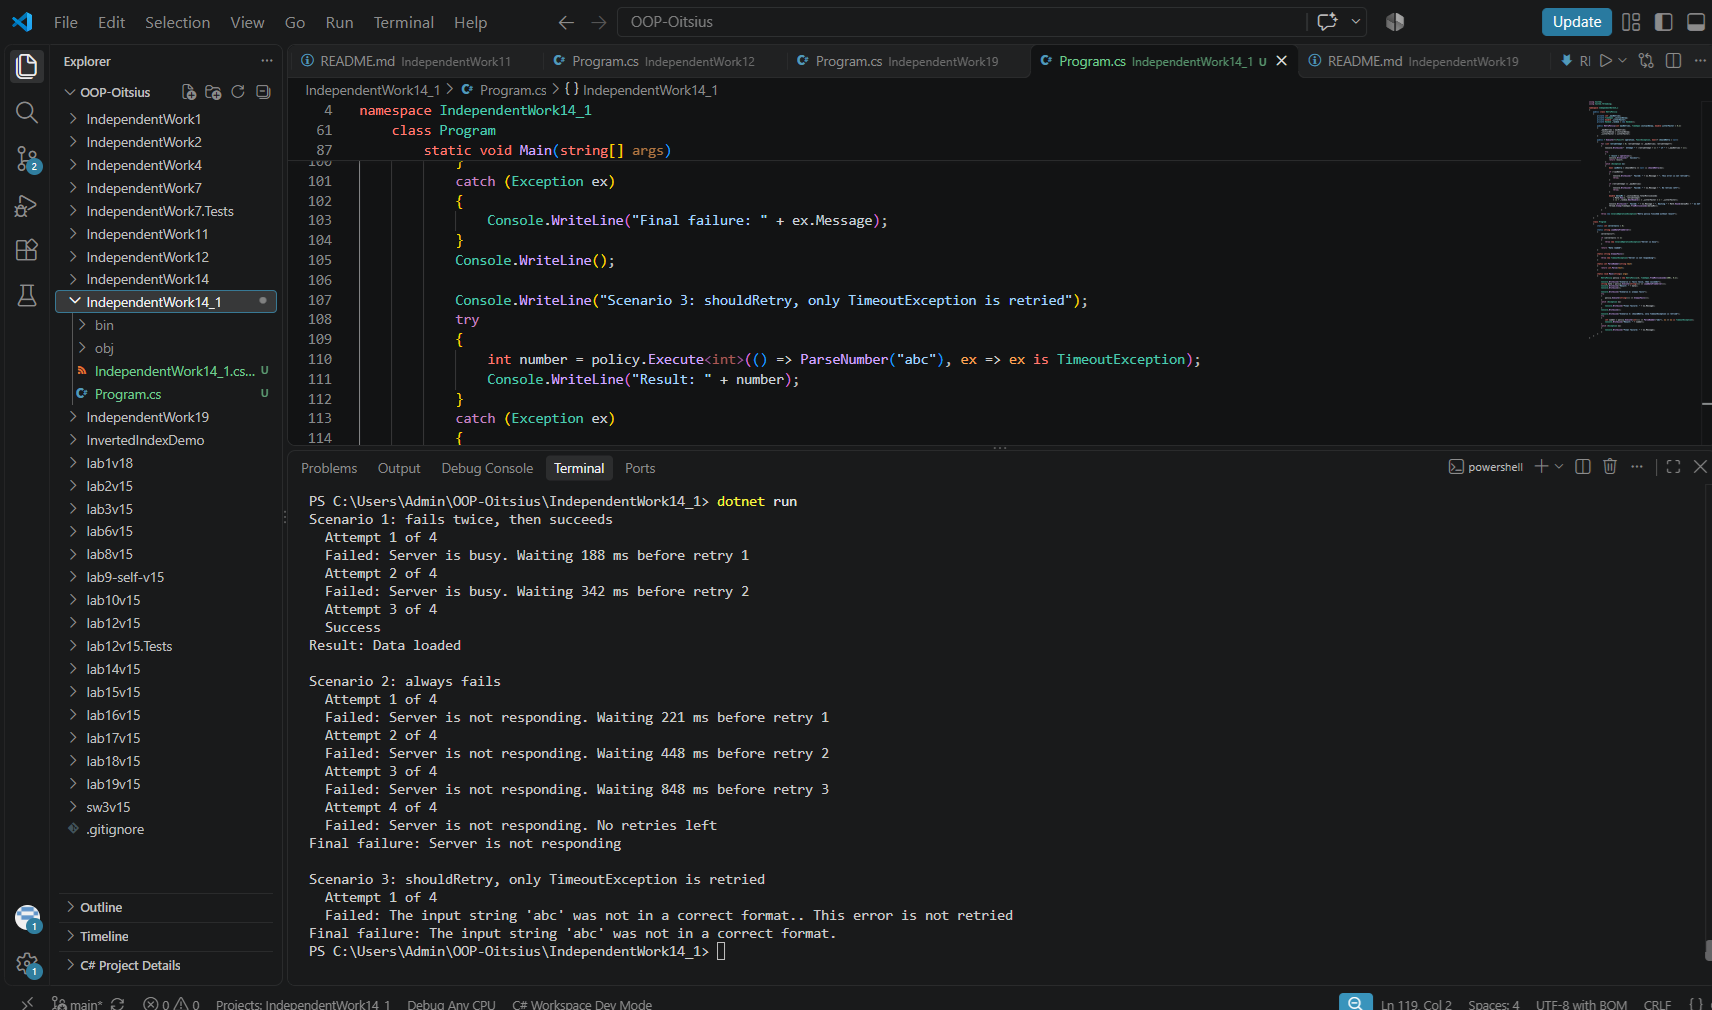 File Edit Selection View Go Run Terminal Help
OOP-Oitsius
Update
Explorer
README.md IndependentWork11
Program.cs IndependentWork12
Program.cs IndependentWork19
Program.cs IndependentWork14_1 U
README.md IndependentWork19
OOP-Oitsius
IndependentWork1
IndependentWork2
IndependentWork4
IndependentWork7
IndependentWork7.Tests
IndependentWork11
IndependentWork12
IndependentWork14
IndependentWork14_1
bin
obj
IndependentWork14_1.cs... U
Program.cs U
IndependentWork19
InvertedIndexDemo
lab1v18
lab2v15
lab3v15
lab6v15
lab8v15
lab9-self-v15
lab10v15
lab12v15
lab12v15.Tests
lab14v15
lab15v15
lab16v15
lab17v15
lab18v15
lab19v15
sw3v15
.gitignore
Outline
Timeline
C# Project Details
2
1
1
IndependentWork14_1 > Program.cs > {} IndependentWork14_1
4 namespace IndependentWork14_1
61 class Program
87 static void Main(string[] args)
100 }
101 catch (Exception ex)
102 {
103 Console.WriteLine("Final failure: " + ex.Message);
104 }
105 Console.WriteLine();
106
107 Console.WriteLine("Scenario 3: shouldRetry, only TimeoutException is retried");
108 try
109 {
110 int number = policy.Execute<int>(() => ParseNumber("abc"), ex => ex is TimeoutException);
111 Console.WriteLine("Result: " + number);
112 }
113 catch (Exception ex)
114 {
Problems Output Debug Console Terminal Ports
powershell
PS C:\Users\Admin\OOP-Oitsius\IndependentWork14_1> dotnet run
Scenario 1: fails twice, then succeeds
Attempt 1 of 4
Failed: Server is busy. Waiting 188 ms before retry 1
Attempt 2 of 4
Failed: Server is busy. Waiting 342 ms before retry 2
Attempt 3 of 4
Success
Result: Data loaded
Scenario 2: always fails
Attempt 1 of 4
Failed: Server is not responding. Waiting 221 ms before retry 1
Attempt 2 of 4
Failed: Server is not responding. Waiting 448 ms before retry 2
Attempt 3 of 4
Failed: Server is not responding. Waiting 848 ms before retry 3
Attempt 4 of 4
Failed: Server is not responding. No retries left
Final failure: Server is not responding
Scenario 3: shouldRetry, only TimeoutException is retried
Attempt 1 of 4
Failed: The input string 'abc' was not in a correct format.. This error is not retried
Final failure: The input string 'abc' was not in a correct format.
PS C:\Users\Admin\OOP-Oitsius\IndependentWork14_1>
main* 0 0 Projects: IndependentWork14_1 Debug Any CPU C# Workspace Dev Mode
Ln 119, Col 2 Spaces: 4 UTF-8 with BOM CRLF {}